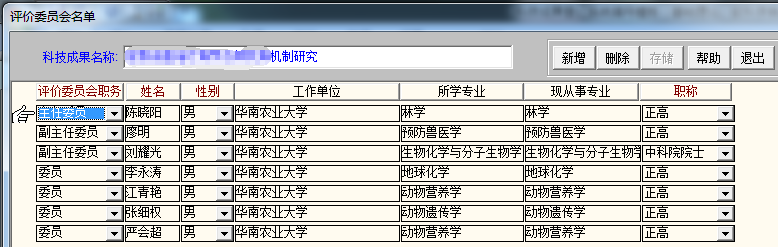 评价委员会名单
科技成果名称: 机制研究 新增 删除 存储 帮助 退出
评价委员会职务 姓名 性别 工作单位 所学专业 现从事专业 职称
主任委员 陈晓阳 男 华南农业大学 林学 林学 正高
副主任委员 廖明 男 华南农业大学 预防兽医学 预防兽医学 正高
副主任委员 刘耀光 男 华南农业大学 生物化学与分子生物学 生物化学与分子生物学 中科院院士
委员 李永涛 男 华南农业大学 地球化学 地球化学 正高
委员 江青艳 男 华南农业大学 动物营养学 动物营养学 正高
委员 张细权 男 华南农业大学 动物遗传学 动物遗传学 正高
委员 严会超 男 华南农业大学 动物营养学 动物营养学 正高